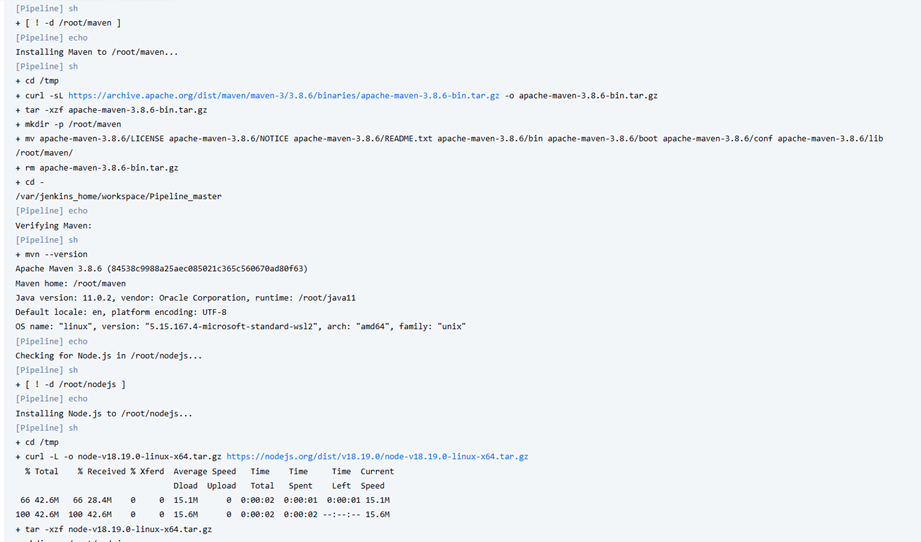 [Pipeline] sh
+ [ ! -d /root/maven ]
[Pipeline] echo
Installing Maven to /root/maven...
[Pipeline] sh
+ cd /tmp
+ curl -sL https://archive.apache.org/dist/maven/maven-3/3.8.6/binaries/apache-maven-3.8.6-bin.tar.gz -o apache-maven-3.8.6-bin.tar.gz
+ tar -xzf apache-maven-3.8.6-bin.tar.gz
+ mkdir -p /root/maven
+ mv apache-maven-3.8.6/LICENSE apache-maven-3.8.6/NOTICE apache-maven-3.8.6/README.txt apache-maven-3.8.6/bin apache-maven-3.8.6/boot apache-maven-3.8.6/conf apache-maven-3.8.6/lib
/root/maven/
+ rm apache-maven-3.8.6-bin.tar.gz
+ cd -
/var/jenkins_home/workspace/Pipeline_master
[Pipeline] echo
Verifying Maven:
[Pipeline] sh
+ mvn --version
Apache Maven 3.8.6 (84538c9988a25aec085021c365c560670ad80f63)
Maven home: /root/maven
Java version: 11.0.2, vendor: Oracle Corporation, runtime: /root/java11
Default locale: en, platform encoding: UTF-8
OS name: "linux", version: "5.15.167.4-microsoft-standard-wsl2", arch: "amd64", family: "unix"
[Pipeline] echo
Checking for Node.js in /root/nodejs...
[Pipeline] sh
+ [ ! -d /root/nodejs ]
[Pipeline] echo
Installing Node.js to /root/nodejs...
[Pipeline] sh
+ cd /tmp
+ curl -L -o node-v18.19.0-linux-x64.tar.gz https://nodejs.org/dist/v18.19.0/node-v18.19.0-linux-x64.tar.gz
% Total % Received % Xferd Average Speed Time Time Time Current
Dload Upload Total Spent Left Speed
66 42.6M 66 28.4M 0 0 15.1M 0 0:00:02 0:00:01 0:00:01 15.1M
100 42.6M 100 42.6M 0 0 15.6M 0 0:00:02 0:00:02 --:--:-- 15.6M
+ tar -xzf node-v18.19.0-linux-x64.tar.gz